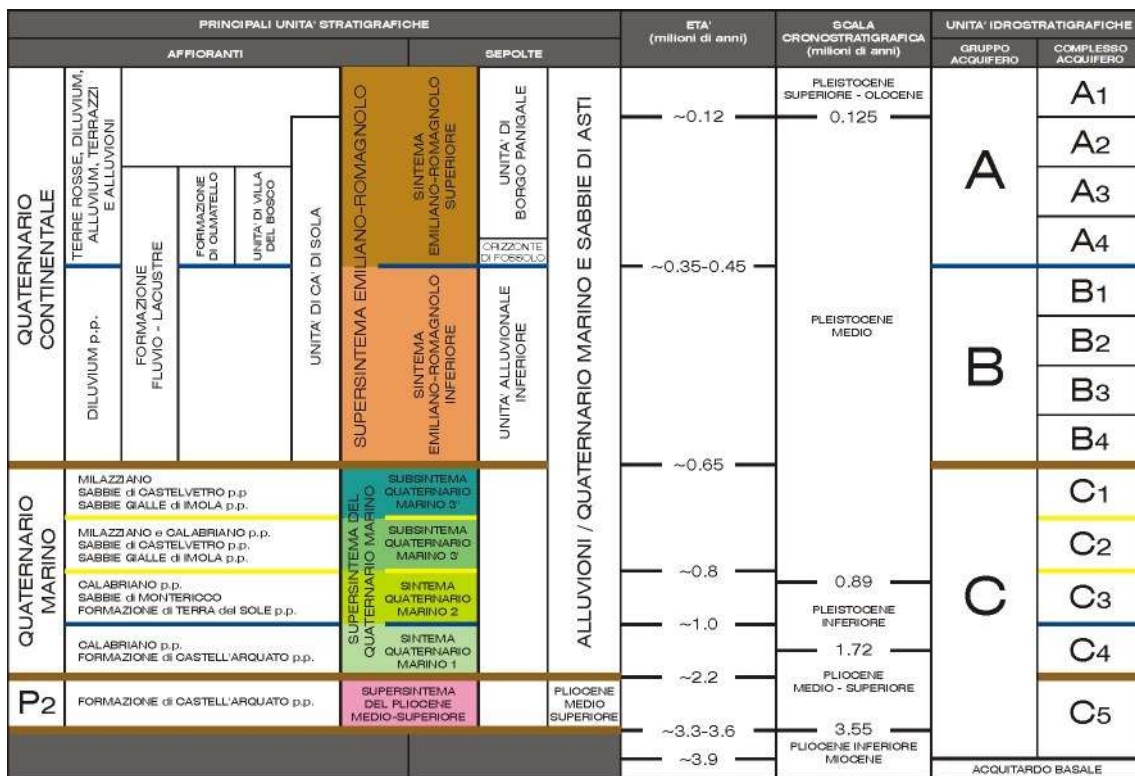 PRINCIPALI UNITA' STRATIGRAFICHE
AFFIORANTI
SEPOLTE
ETA'
(milioni di anni)
SCALA
CRONOSTRATIGRAFICA
(milioni di anni)
UNITA' IDROSTRATIGRAFICHE
GRUPPO
ACQUIFERO
COMPLESSO
ACQUIFERO
QUATERNARIO
CONTINENTALE
TERRE ROSSE, DILUVIUM,
ALLUVIUM, TERRAZZI
E ALLUVIONI
DILUVIUM p.p.
FORMAZIONE
FLUVIO - LACUSTRE
FORMAZIONE
DI OLMATELLO
UNITA' DI VILLA
DEL BOSCO
UNITA' DI CA' DI SOLA
SUPERSINTEMA EMILIANO-ROMAGNOLO
SINTEMA
EMILIANO-ROMAGNOLO
SUPERIORE
SINTEMA
EMILIANO-ROMAGNOLO
INFERIORE
UNITA' DI
BORGO PANIGALE
ORIZZONTE
DI FOSSOLO
UNITA' ALLUVIONALE
INFERIORE
ALLUVIONI / QUATERNARIO MARINO E SABBIE DI ASTI
QUATERNARIO
MARINO
MILAZZIANO
SABBIE di CASTELVETRO p.p
SABBIE GIALLE di IMOLA p.p.
MILAZZIANO e CALABRIANO p.p.
SABBIE di CASTELVETRO p.p.
SABBIE GIALLE di IMOLA p.p.
CALABRIANO p.p.
SABBIE di MONTERICCO
FORMAZIONE di TERRA del SOLE p.p.
CALABRIANO p.p.
FORMAZIONE di CASTELL'ARQUATO p.p.
SUPERSINTEMA DEL
QUATERNARIO MARINO
SUBSINTEMA
QUATERNARIO
MARINO 3'
SUBSINTEMA
QUATERNARIO
MARINO 3'
SINTEMA
QUATERNARIO
MARINO 2
SINTEMA
QUATERNARIO
MARINO 1
P2
FORMAZIONE di CASTELL'ARQUATO p.p.
SUPERSINTEMA
DEL PLIOCENE
MEDIO-SUPERIORE
PLIOCENE
MEDIO
SUPERIORE
~0.12
~0.35-0.45
~0.65
~0.8
~1.0
~2.2
~3.3-3.6
~3.9
PLEISTOCENE
SUPERIORE - OLOCENE
0.125
PLEISTOCENE
MEDIO
0.89
PLEISTOCENE
INFERIORE
1.72
PLIOCENE
MEDIO - SUPERIORE
3.55
PLIOCENE INFERIORE
MIOCENE
A
B
C
A1
A2
A3
A4
B1
B2
B3
B4
C1
C2
C3
C4
C5
ACQUITARDO BASALE